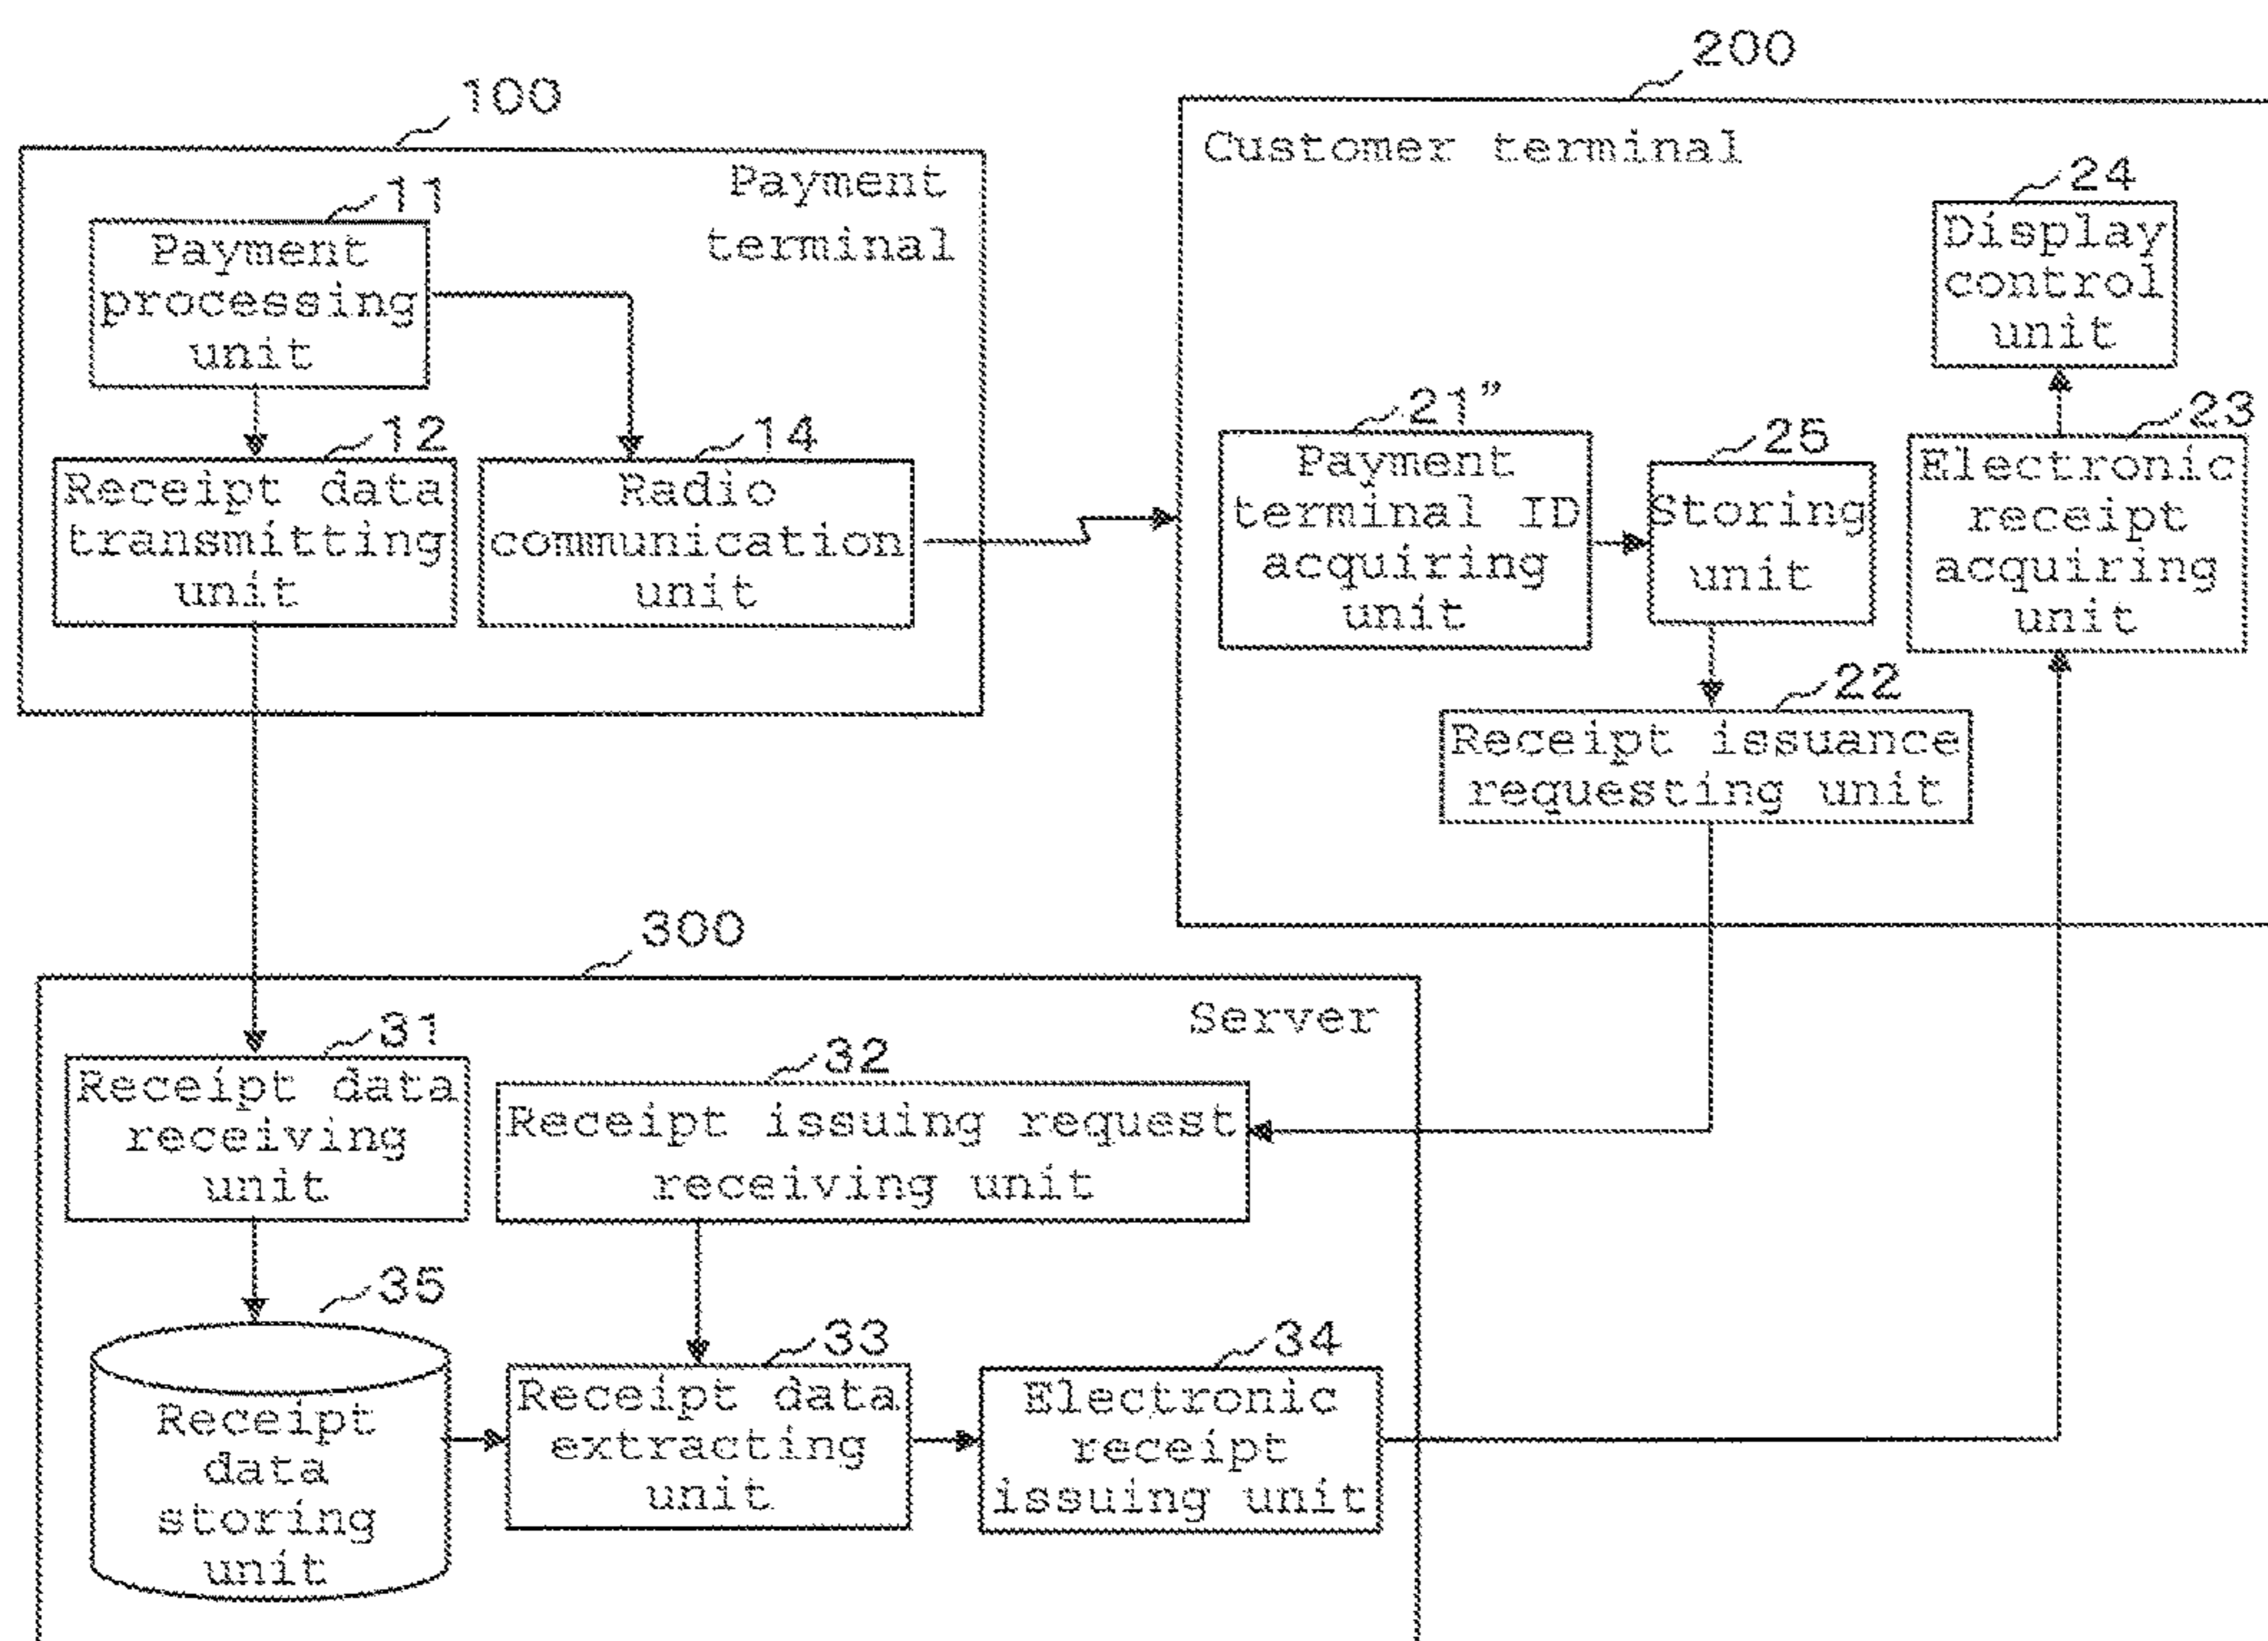 100
Payment
terminal
11
Payment
processing
unit
12
Receipt data
transmitting
unit
14
Radio
communication
unit
200
Customer terminal
24
Display
control
unit
21”
Payment
terminal ID
acquiring
unit
25
Storing
unit
23
Electronic
receipt
acquiring
unit
22
Receipt issuance
requesting unit
300
Server
31
Receipt data
receiving
unit
32
Receipt issuing request
receiving unit
35
Receipt
data
storing
unit
33
Receipt data
extracting
unit
34
Electronic
receipt
issuing unit